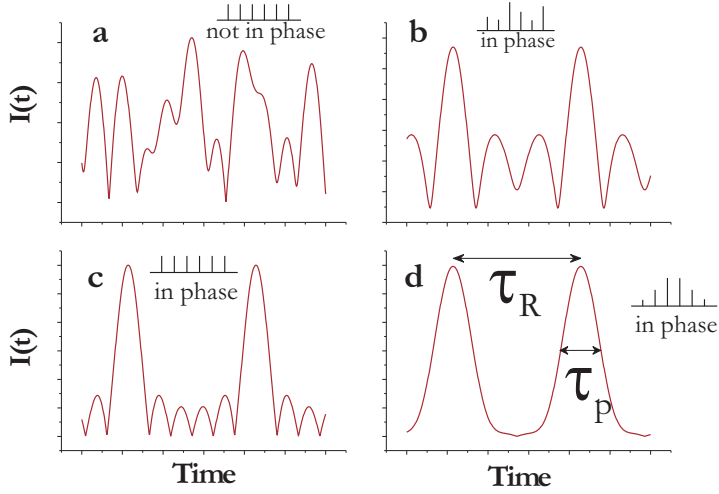 a
not in phase
I(t)
b
in phase
c
in phase
I(t)
Time
d
τR
τp
in phase
Time